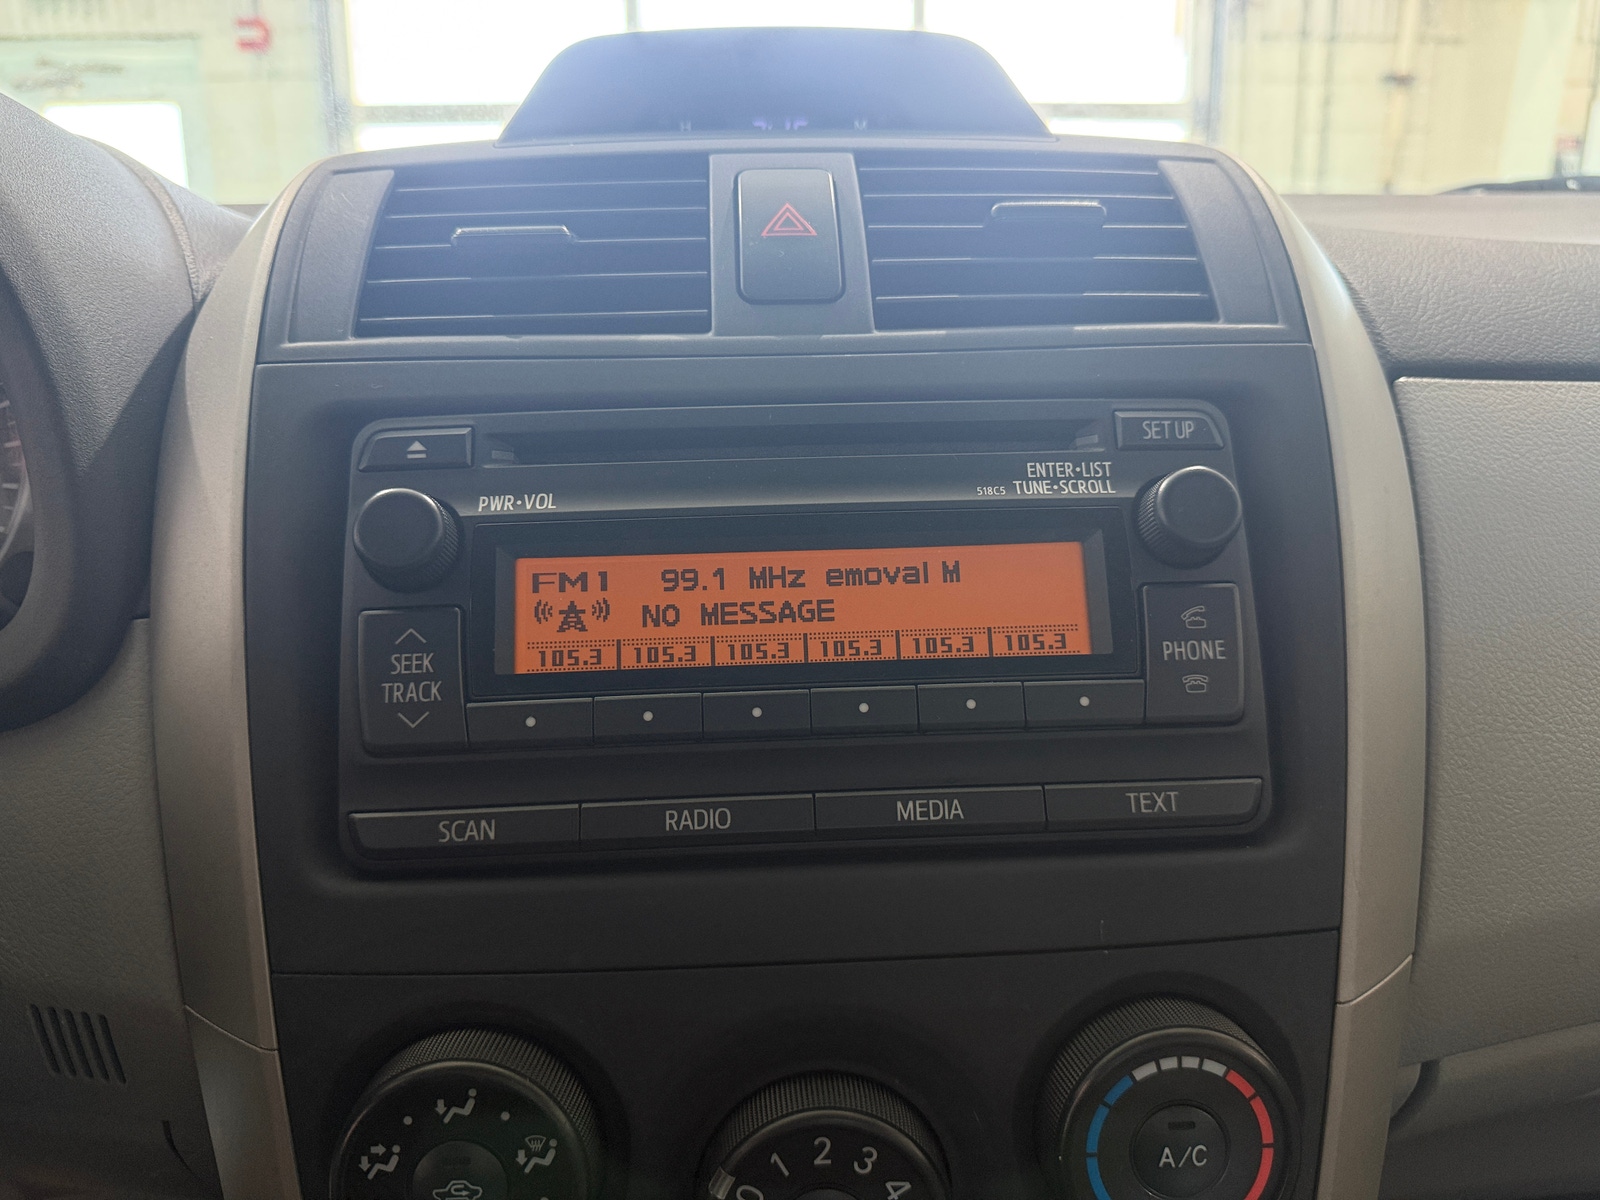 SET UP
ENTER•LIST
518C5 TUNE•SCROLL
PWR•VOL
FM1 99.1 MHz emoval M
NO MESSAGE
105.3 105.3 105.3 105.3 105.3 105.3
SEEK
TRACK
PHONE
SCAN RADIO MEDIA TEXT
0 1 2 3 4
A/C